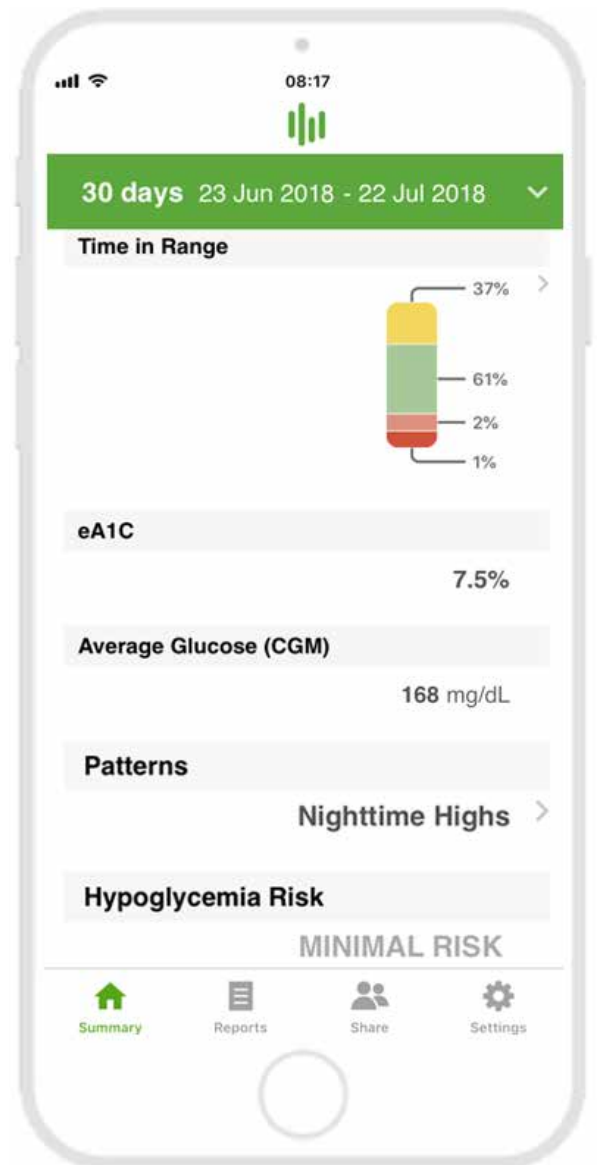 08:17
30 days 23 Jun 2018 - 22 Jul 2018
Time in Range
37%
61%
2%
1%
eA1C
7.5%
Average Glucose (CGM)
168 mg/dL
Patterns
Nighttime Highs
Hypoglycemia Risk
MINIMAL RISK
Summary Reports Share Settings